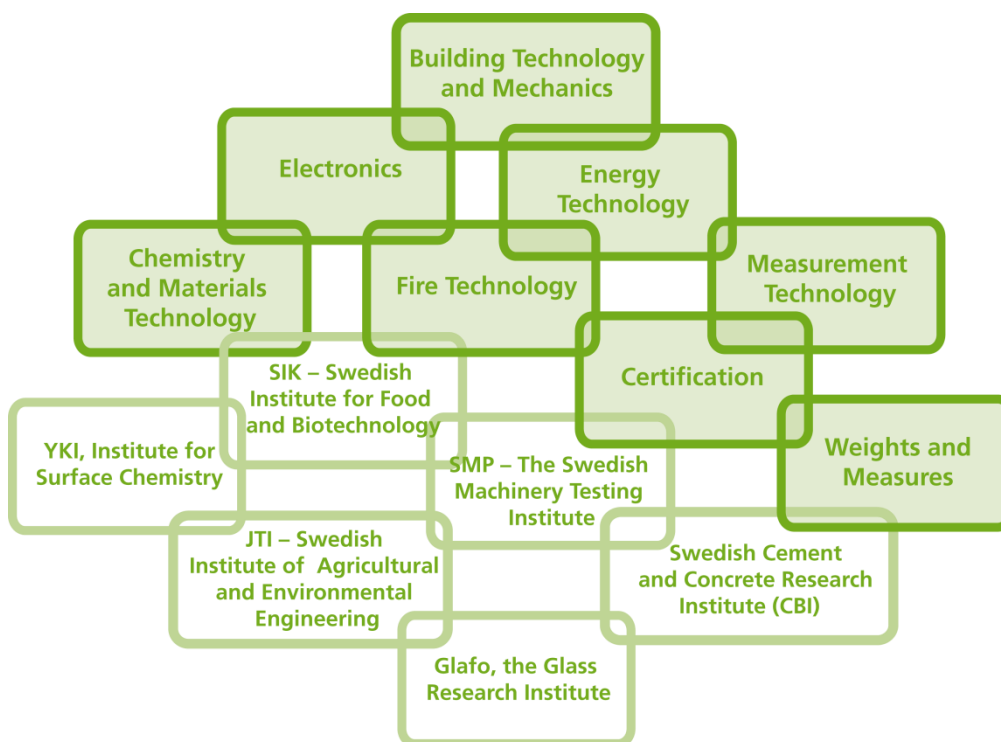 Building Technology
and Mechanics
Electronics
Energy
Technology
Chemistry
and Materials
Technology
Fire Technology
Measurement
Technology
SIK – Swedish
Institute for Food
and Biotechnology
Certification
YKI, Institute for
Surface Chemistry
SMP – The Swedish
Machinery Testing
Institute
Weights and
Measures
JTI – Swedish
Institute of Agricultural
and Environmental
Engineering
Swedish Cement
and Concrete Research
Institute (CBI)
Glafo, the Glass
Research Institute